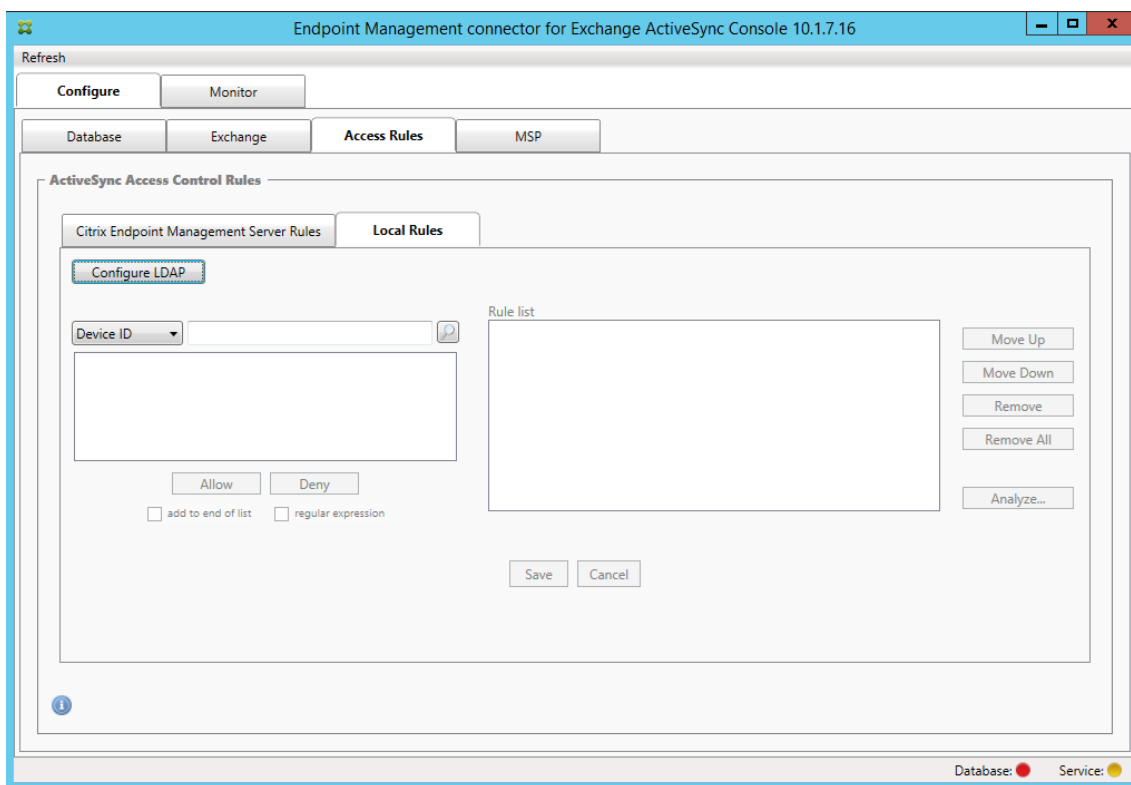 Endpoint Management connector for Exchange ActiveSync Console 10.1.7.16
Refresh
Configure Monitor
Database Exchange Access Rules MSP
ActiveSync Access Control Rules
Citrix Endpoint Management Server Rules Local Rules
Configure LDAP
Rule list
Device ID
Move Up
Move Down
Remove
Remove All
Allow Deny
Analyze...
add to end of list regular expression
Save Cancel
Database: Service: